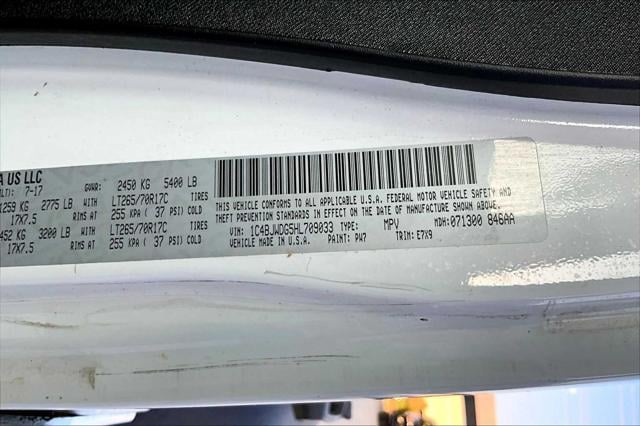 A US LLC
7-17 GVWR: 2450 KG 5400 LB
1259 KG 2775 LB WITH LT265/70R17C TIRES
17X7.5 RIMS AT 255 KPA ( 37 PSI) COLD
452 KG 3200 LB WITH LT265/70R17C TIRES
17X7.5 RIMS AT 255 KPA ( 37 PSI) COLD
THIS VEHICLE CONFORMS TO ALL APPLICABLE U.S.A. FEDERAL MOTOR VEHICLE SAFETY AND
THEFT PREVENTION STANDARDS IN EFFECT ON THE DATE OF MANUFACTURE SHOWN ABOVE.
VIN: 1C4BJWDG5HL709033 TYPE: MPV MDH: 071300 846AA
MADE IN U.S.A. PAINT: PW7 TRIM: E7X9